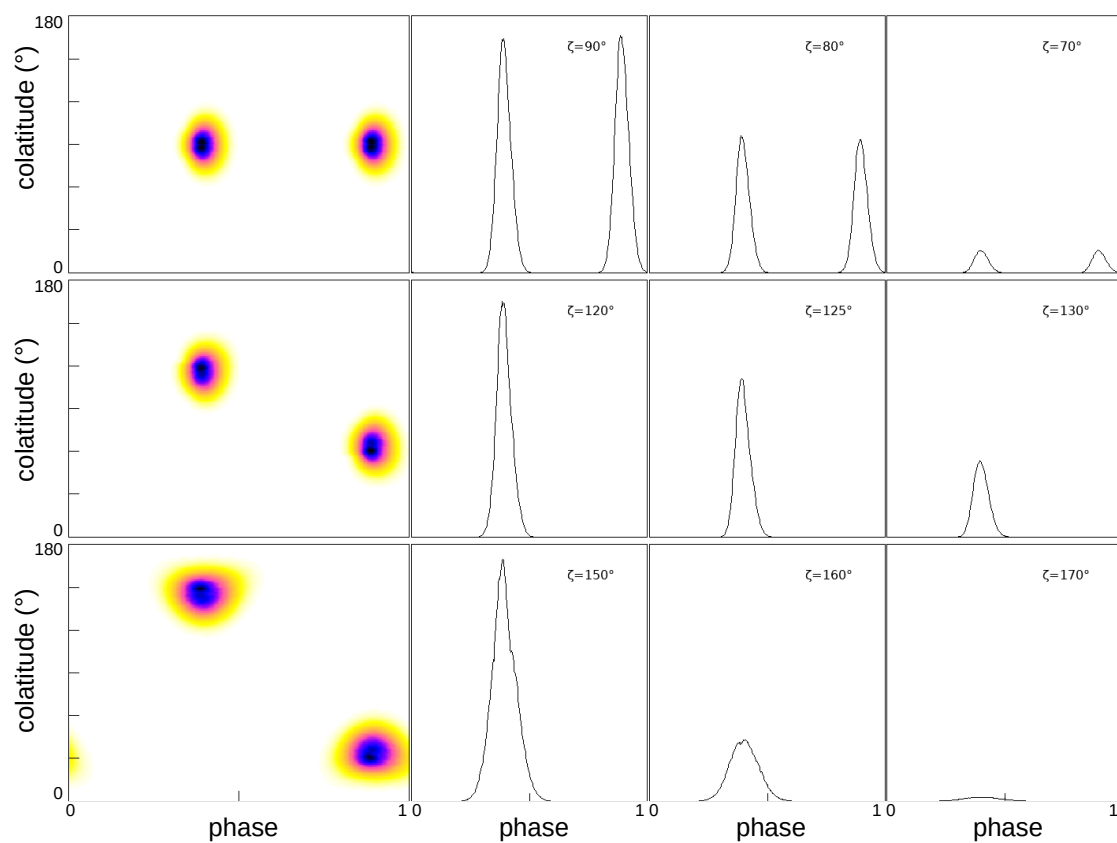 180
colatitude (°)
0
ζ=90°
ζ=80°
ζ=70°
180
colatitude (°)
0
ζ=120°
ζ=125°
ζ=130°
180
colatitude (°)
0
ζ=150°
ζ=160°
ζ=170°
0 1 0 1 0 1 0 1
phase phase phase phase